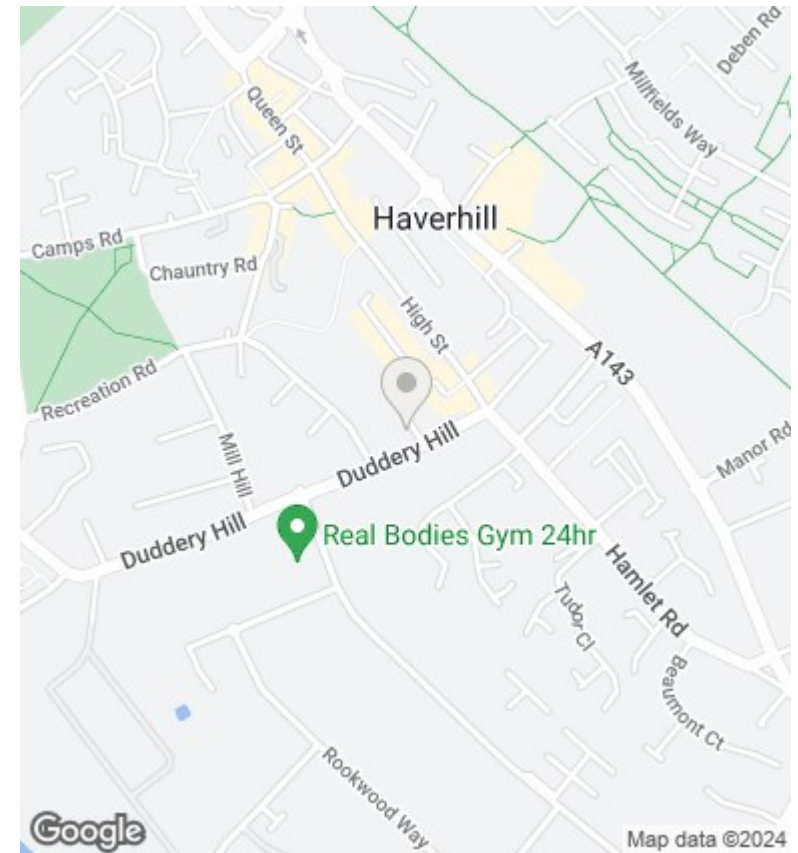 Deben Rd
Millfields Way
Queen St
Haverhill
Camps Rd
Chauntry Rd
High St
A143
Recreation Rd
Mill Hill
Duddery Hill
Manor Rd
Duddery Hill
Real Bodies Gym 24hr
Hamlet Rd
Tudor Cl
Beaumont Ct
Rookwood Way
Google
Map data ©2024